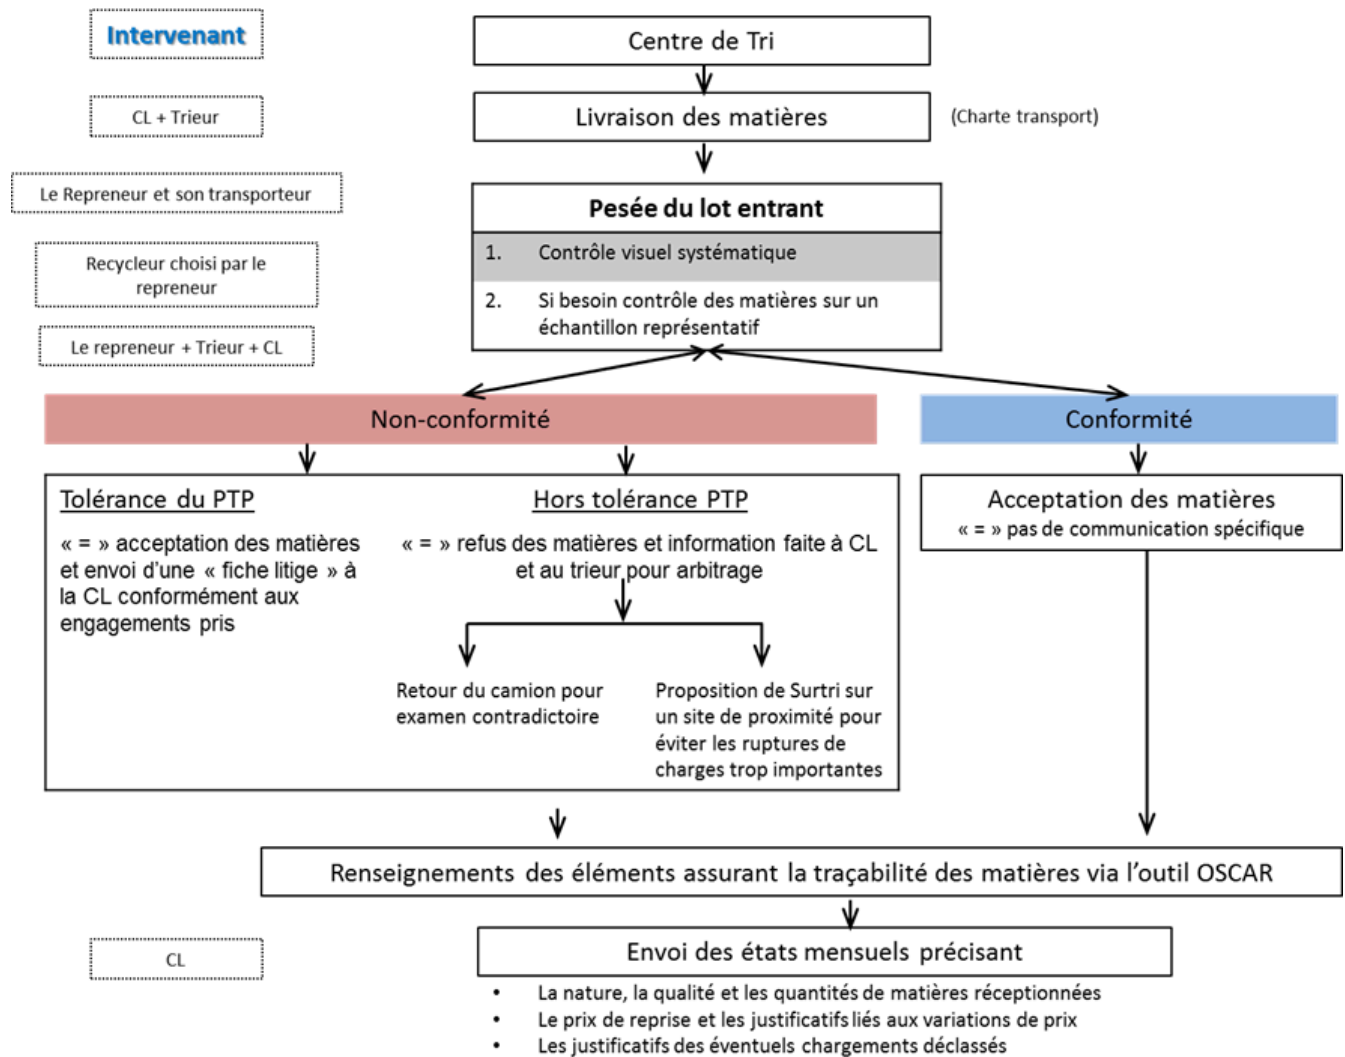 Intervenant
Centre de Tri
CL + Trieur
Livraison des matières
(Charte transport)
Le Repreneur et son transporteur
Pesée du lot entrant
Recycleur choisi par le
repreneur
1. Contrôle visuel systématique
2. Si besoin contrôle des matières sur un
échantillon représentatif
Le repreneur + Trieur + CL
Non-conformité
Conformité
Tolérance du PTP
« = » acceptation des matières
et envoi d’une « fiche litige » à
la CL conformément aux
engagements pris
Hors tolérance PTP
« = » refus des matières et information faite à CL
et au trieur pour arbitrage
Retour du camion pour
examen contradictoire
Proposition de Surtri sur
un site de proximité pour
éviter les ruptures de
charges trop importantes
Acceptation des matières
« = » pas de communication spécifique
Renseignements des éléments assurant la traçabilité des matières via l’outil OSCAR
CL
Envoi des états mensuels précisant
• La nature, la qualité et les quantités de matières réceptionnées
• Le prix de reprise et les justificatifs liés aux variations de prix
• Les justificatifs des éventuels chargements déclassés